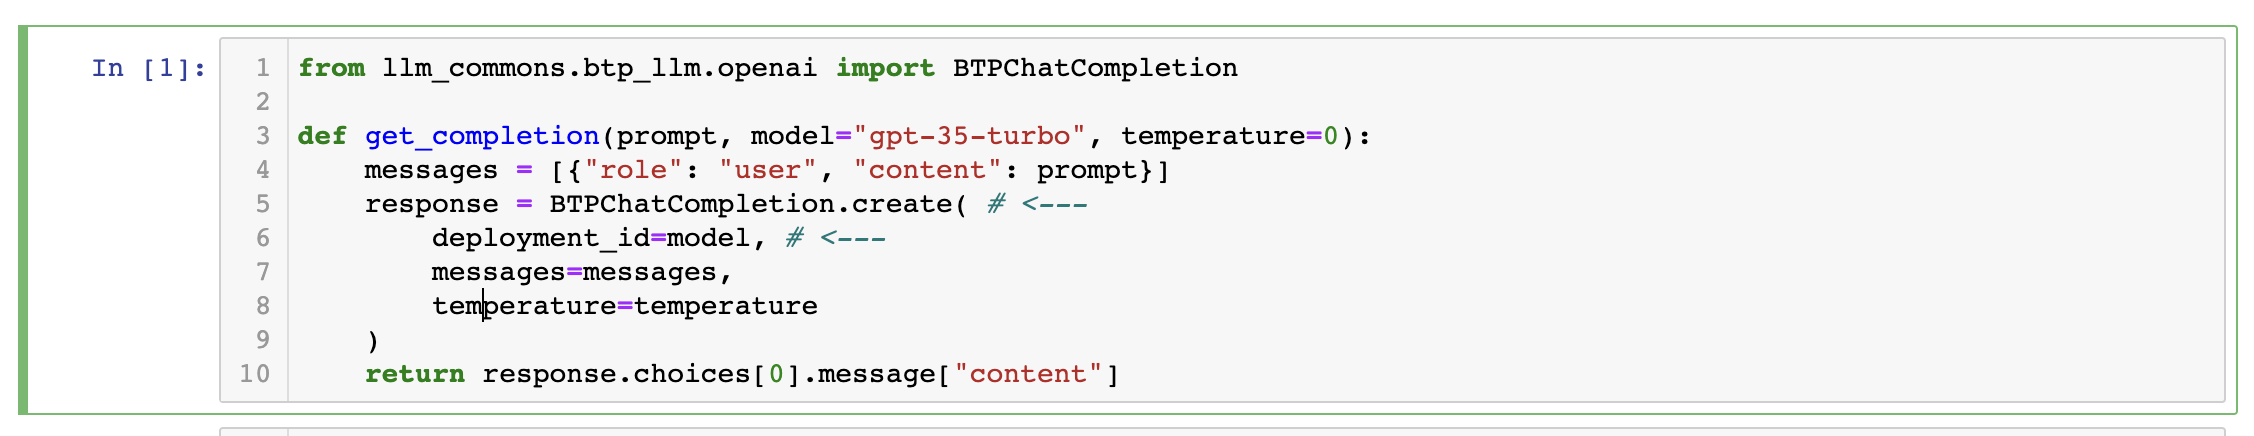 In [1]:
1 from llm_commons.btp_llm.openai import BTPChatCompletion
2
3 def get_completion(prompt, model="gpt-35-turbo", temperature=0):
4     messages = [{"role": "user", "content": prompt}]
5     response = BTPChatCompletion.create( # <---
6         deployment_id=model, # <---
7         messages=messages,
8         temperature=temperature
9     )
10     return response.choices[0].message["content"]